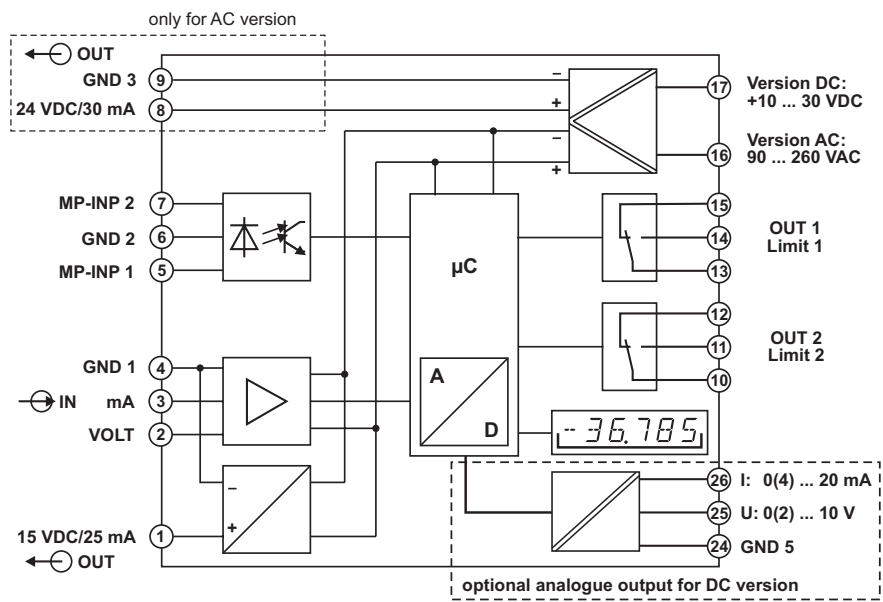 only for AC version
OUT
GND 3 9
24 VDC/30 mA 8
−
+
−
+
17 Version DC:
+10 ... 30 VDC
16 Version AC:
90 ... 260 VAC
MP-INP 2 7
GND 2 6
MP-INP 1 5
µC
15
14
13
OUT 1
Limit 1
12
11
10
OUT 2
Limit 2
GND 1 4
IN mA 3
VOLT 2
A
D
-36.785
−
+
15 VDC/25 mA 1
OUT
26 I: 0(4) ... 20 mA
25 U: 0(2) ... 10 V
24 GND 5
optional analogue output for DC version